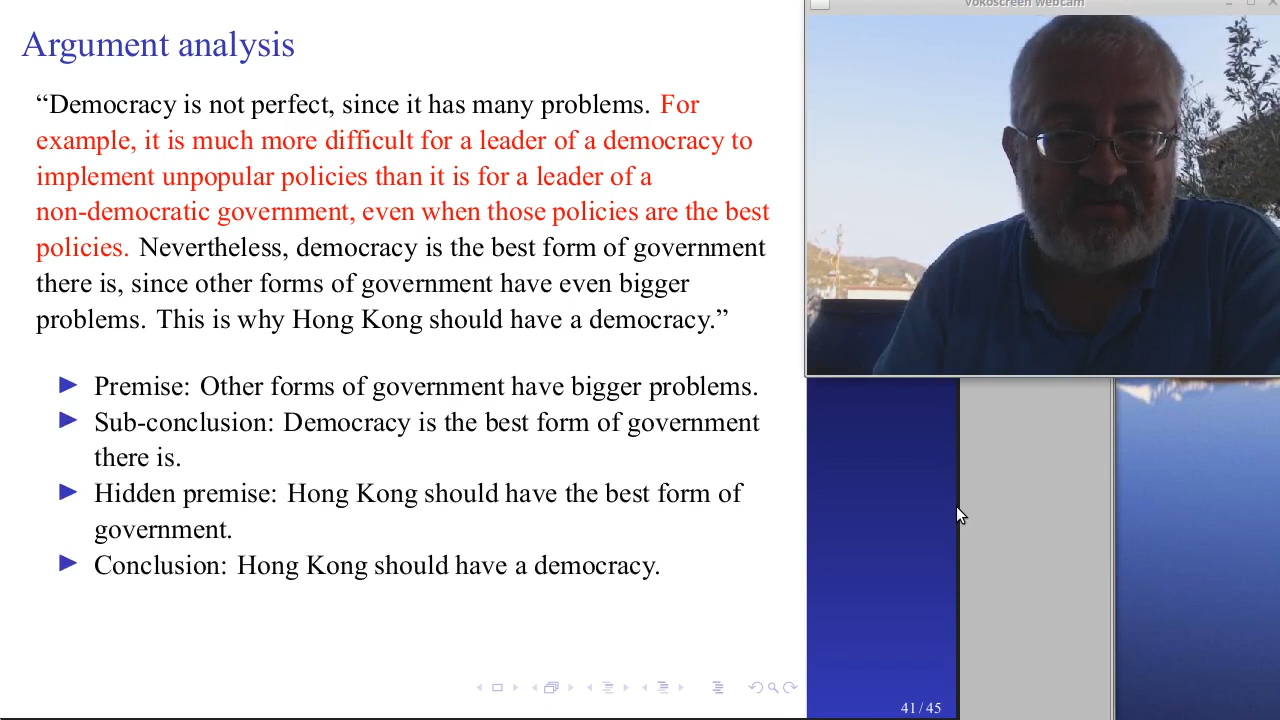 Vokoscreen webcam
Argument analysis
“Democracy is not perfect, since it has many problems. For
example, it is much more difficult for a leader of a democracy to
implement unpopular policies than it is for a leader of a
non-democratic government, even when those policies are the best
policies. Nevertheless, democracy is the best form of government
there is, since other forms of government have even bigger
problems. This is why Hong Kong should have a democracy.”
Premise: Other forms of government have bigger problems.
Sub-conclusion: Democracy is the best form of government
there is.
Hidden premise: Hong Kong should have the best form of
government.
Conclusion: Hong Kong should have a democracy.
41 / 45